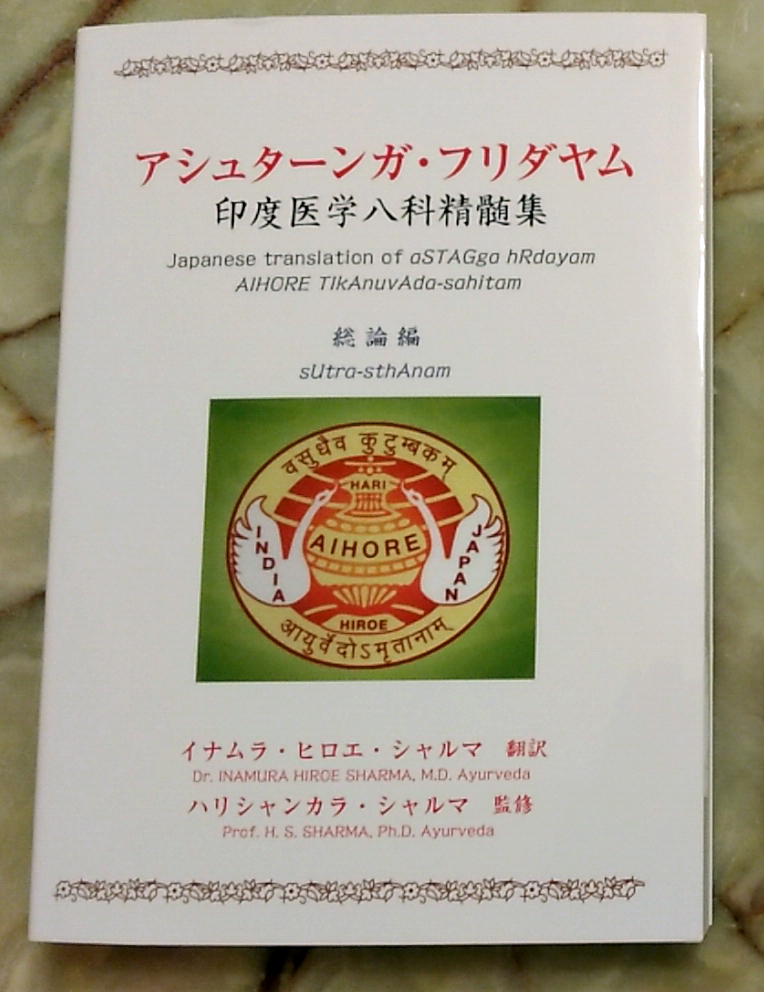 アシュターンガ・フリダヤム
印度医学八科精髄集
Japanese translation of aSTAGga hRdayam
AIHORE TIkAnuvAda-sahitam
総論編
sUtra-sthAnam
वसुधैव कुटुम्बकम्
HARI
INDIA
AIHORE
JAPAN
HIROE
आयुर्वेदोऽमृतानाम्
イナムラ・ヒロエ・シャルマ 翻訳
Dr. INAMURA HIROE SHARMA, M.D. Ayurveda
ハリシャンカラ・シャルマ 監修
Prof. H. S. SHARMA, Ph.D. Ayurveda